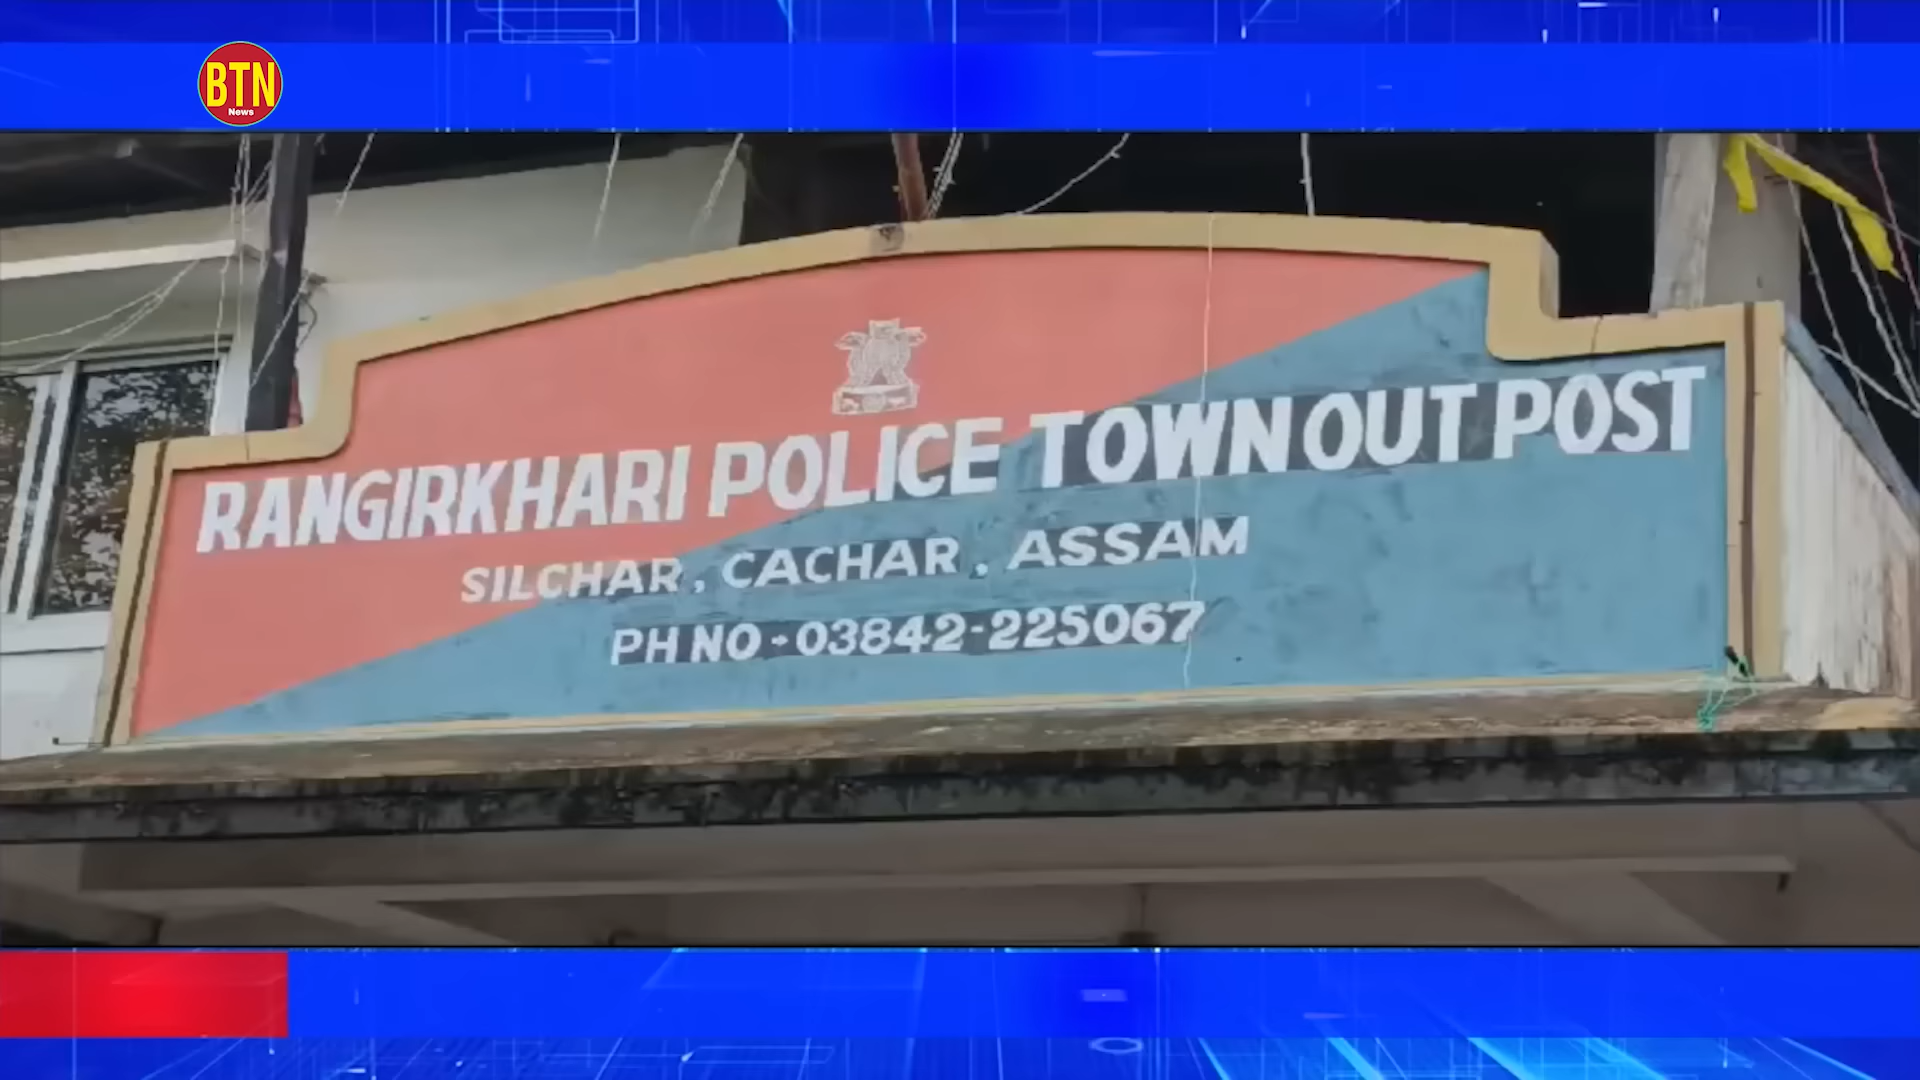 BTN
News
RANGIRKHARI POLICE TOWN OUT POST
SILCHAR, CACHAR, ASSAM
PH NO-03842-225067